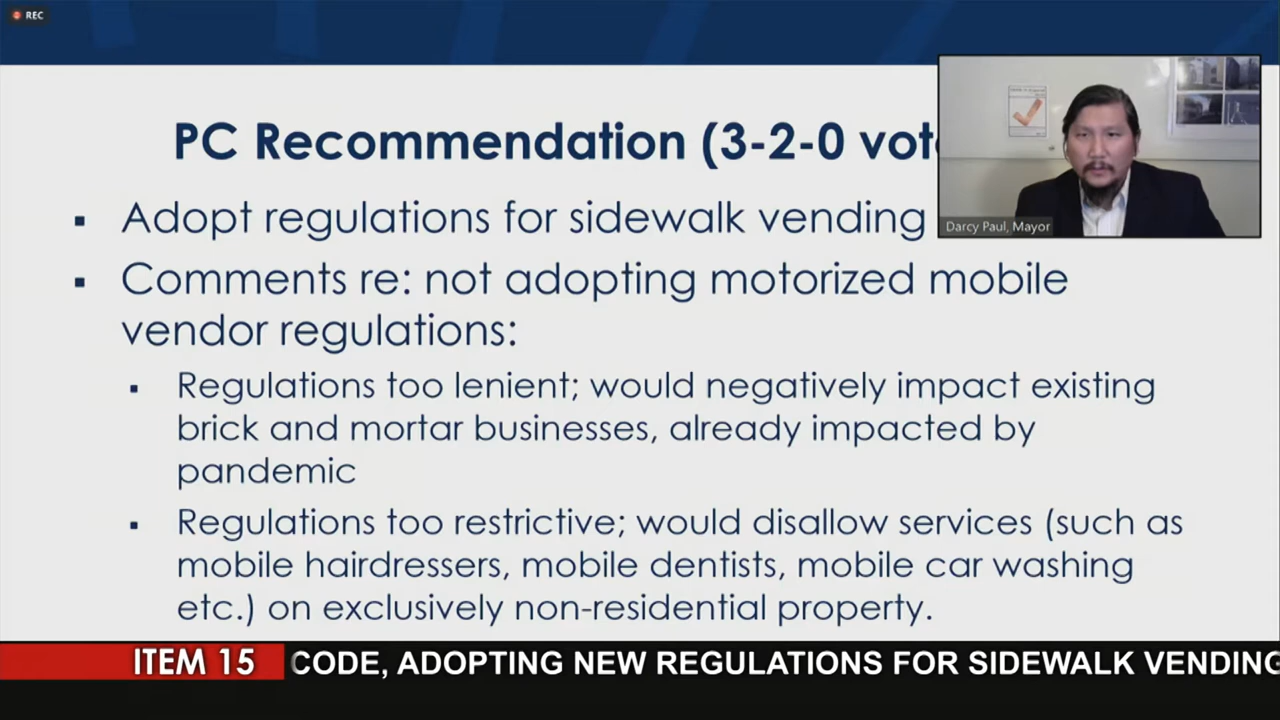 REC
PC Recommendation (3-2-0 vot
Adopt regulations for sidewalk vending
Darcy Paul, Mayor
Comments re: not adopting motorized mobile
vendor regulations:
Regulations too lenient; would negatively impact existing
brick and mortar businesses, already impacted by
pandemic
Regulations too restrictive; would disallow services (such as
mobile hairdressers, mobile dentists, mobile car washing
etc.) on exclusively non-residential property.
ITEM 15 CODE, ADOPTING NEW REGULATIONS FOR SIDEWALK VENDING